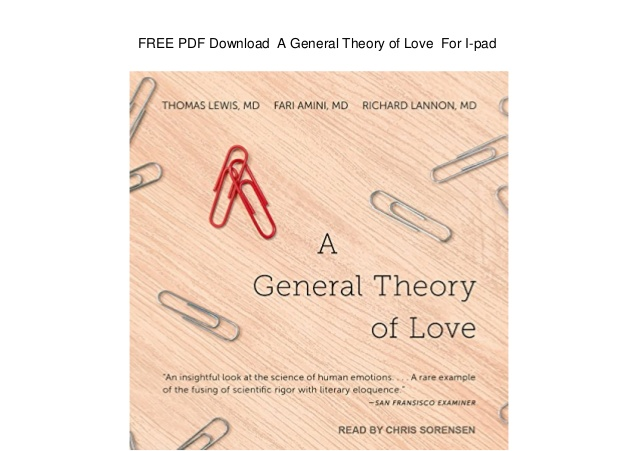 FREE PDF Download A General Theory of Love For I-pad
THOMAS LEWIS, MD FARI AMINI, MD RICHARD LANNON, MD
A
General Theory
of Love
"An insightful look at the science of human emotions. . . . A rare example
of the fusing of scientific rigor with literary eloquence."
—SAN FRANSISCO EXAMINER
READ BY CHRIS SORENSEN